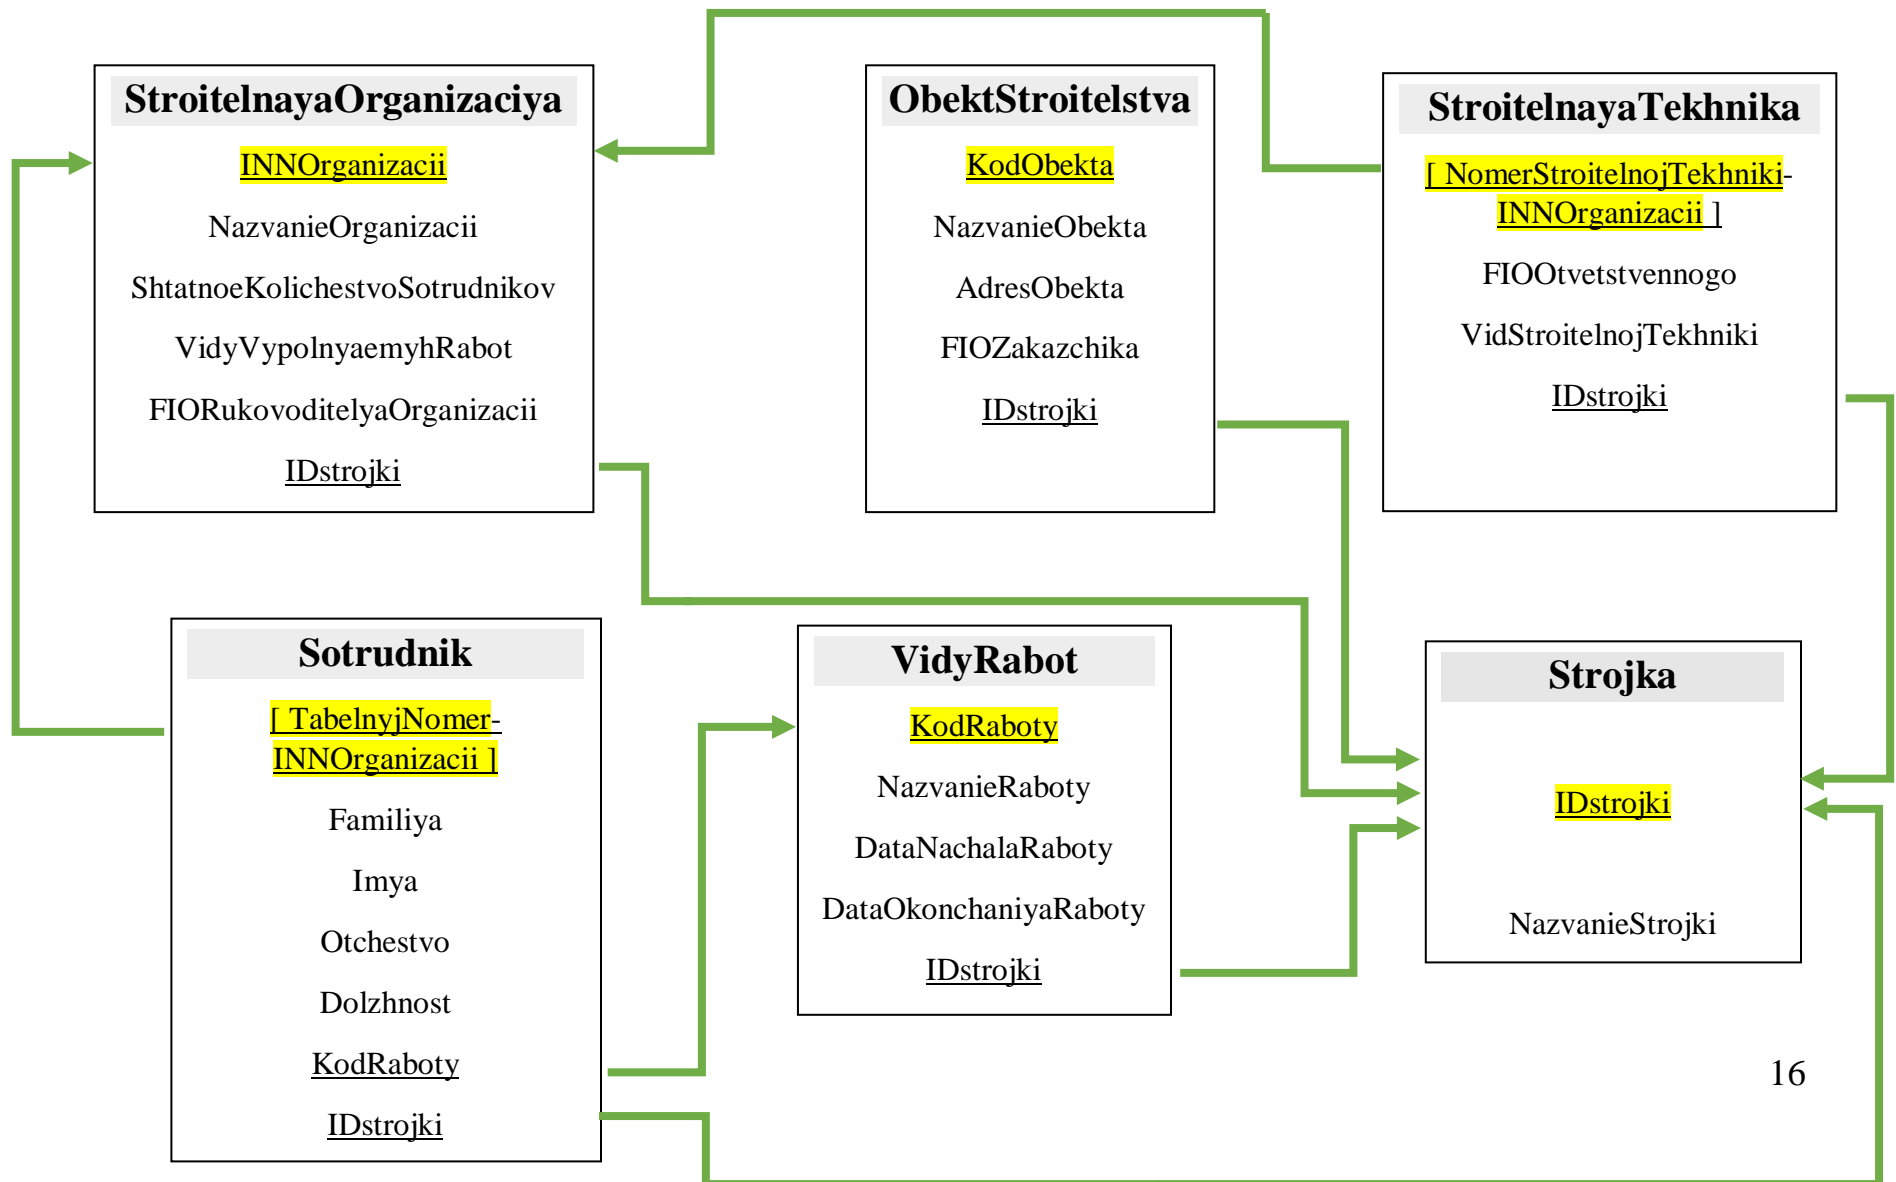 StroitelnayaOrganizaciya
INNOrganizacii
NazvanieOrganizacii
ShtatnoeKolichestvoSotrudnikov
VidyVypolnyaemyhRabot
FIORukovoditelyaOrganizacii
IDstrojki
ObektStroitelstva
KodObekta
NazvanieObekta
AdresObekta
FIOZakazchika
IDstrojki
StroitelnayaTekhnika
[ NomerStroitelnojTekhniki-
INNOrganizacii ]
FIOOtvetstvennogo
VidStroitelnojTekhniki
IDstrojki
Sotrudnik
[ TabelnyjNomer-
INNOrganizacii ]
Familiya
Imya
Otchestvo
Dolzhnost
KodRaboty
IDstrojki
VidyRabot
KodRaboty
NazvanieRaboty
DataNachalaRaboty
DataOkonchaniyaRaboty
IDstrojki
Strojka
IDstrojki
NazvanieStrojki
16